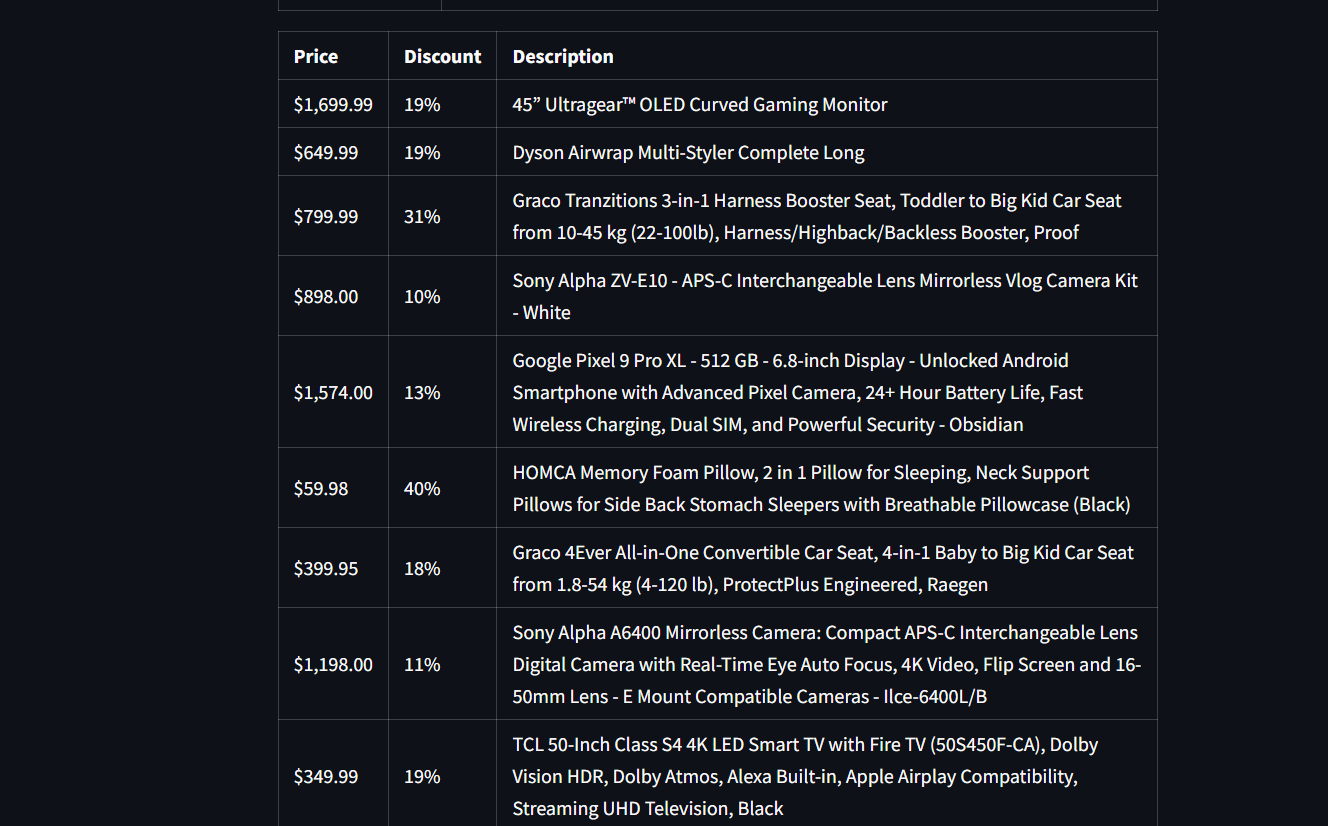 Price Discount Description
$1,699.99 19% 45” Ultragear™ OLED Curved Gaming Monitor
$649.99 19% Dyson Airwrap Multi-Styler Complete Long
$799.99 31% Graco Tranzitions 3-in-1 Harness Booster Seat, Toddler to Big Kid Car Seat
from 10-45 kg (22-100lb), Harness/Highback/Backless Booster, Proof
$898.00 10% Sony Alpha ZV-E10 - APS-C Interchangeable Lens Mirrorless Vlog Camera Kit
- White
$1,574.00 13% Google Pixel 9 Pro XL - 512 GB - 6.8-inch Display - Unlocked Android
Smartphone with Advanced Pixel Camera, 24+ Hour Battery Life, Fast
Wireless Charging, Dual SIM, and Powerful Security - Obsidian
$59.98 40% HOMCA Memory Foam Pillow, 2 in 1 Pillow for Sleeping, Neck Support
Pillows for Side Back Stomach Sleepers with Breathable Pillowcase (Black)
$399.95 18% Graco 4Ever All-in-One Convertible Car Seat, 4-in-1 Baby to Big Kid Car Seat
from 1.8-54 kg (4-120 lb), ProtectPlus Engineered, Raegen
$1,198.00 11% Sony Alpha A6400 Mirrorless Camera: Compact APS-C Interchangeable Lens
Digital Camera with Real-Time Eye Auto Focus, 4K Video, Flip Screen and 16-
50mm Lens - E Mount Compatible Cameras - Ilce-6400L/B
$349.99 19% TCL 50-Inch Class S4 4K LED Smart TV with Fire TV (50S450F-CA), Dolby
Vision HDR, Dolby Atmos, Alexa Built-in, Apple Airplay Compatibility,
Streaming UHD Television, Black